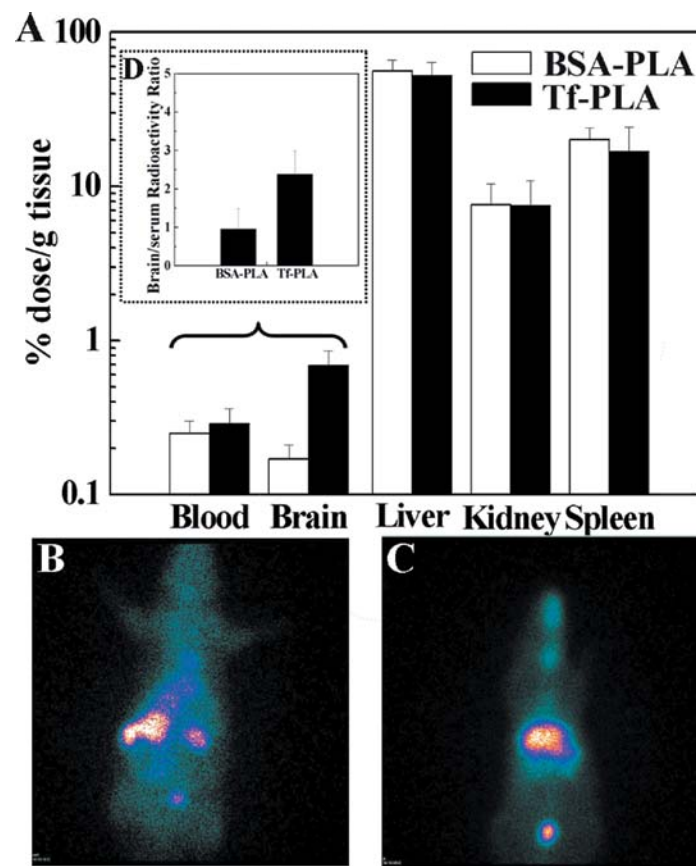 A
100
10
1
0.1
% dose/g tissue
BSA-PLA
Tf-PLA
D
Brain/serum Radioactivity Ratio
5
4
3
2
1
0
BSA-PLA Tf-PLA
Blood Brain Liver Kidney Spleen
B
C